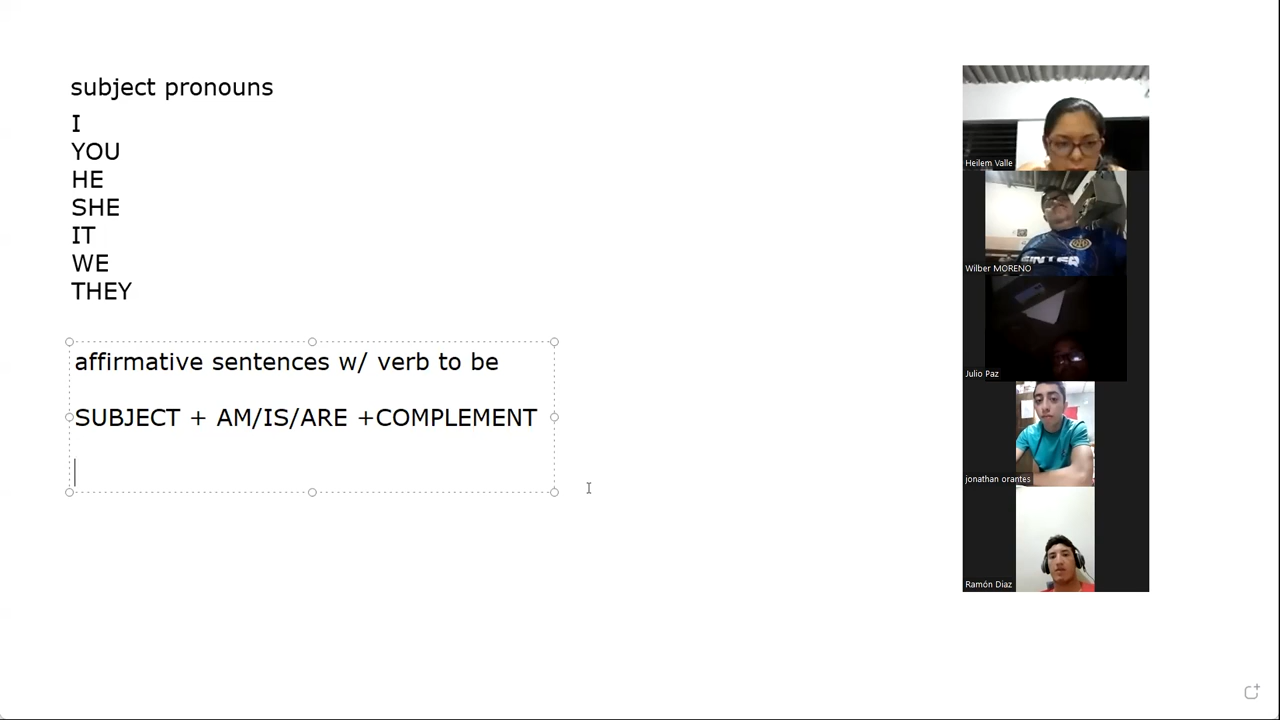 subject pronouns
I
YOU
HE
SHE
IT
WE
THEY
affirmative sentences w/ verb to be
SUBJECT + AM/IS/ARE +COMPLEMENT
Heilem Valle
Wilber MORENO
Julio Paz
jonathan orantes
Ramón Diaz